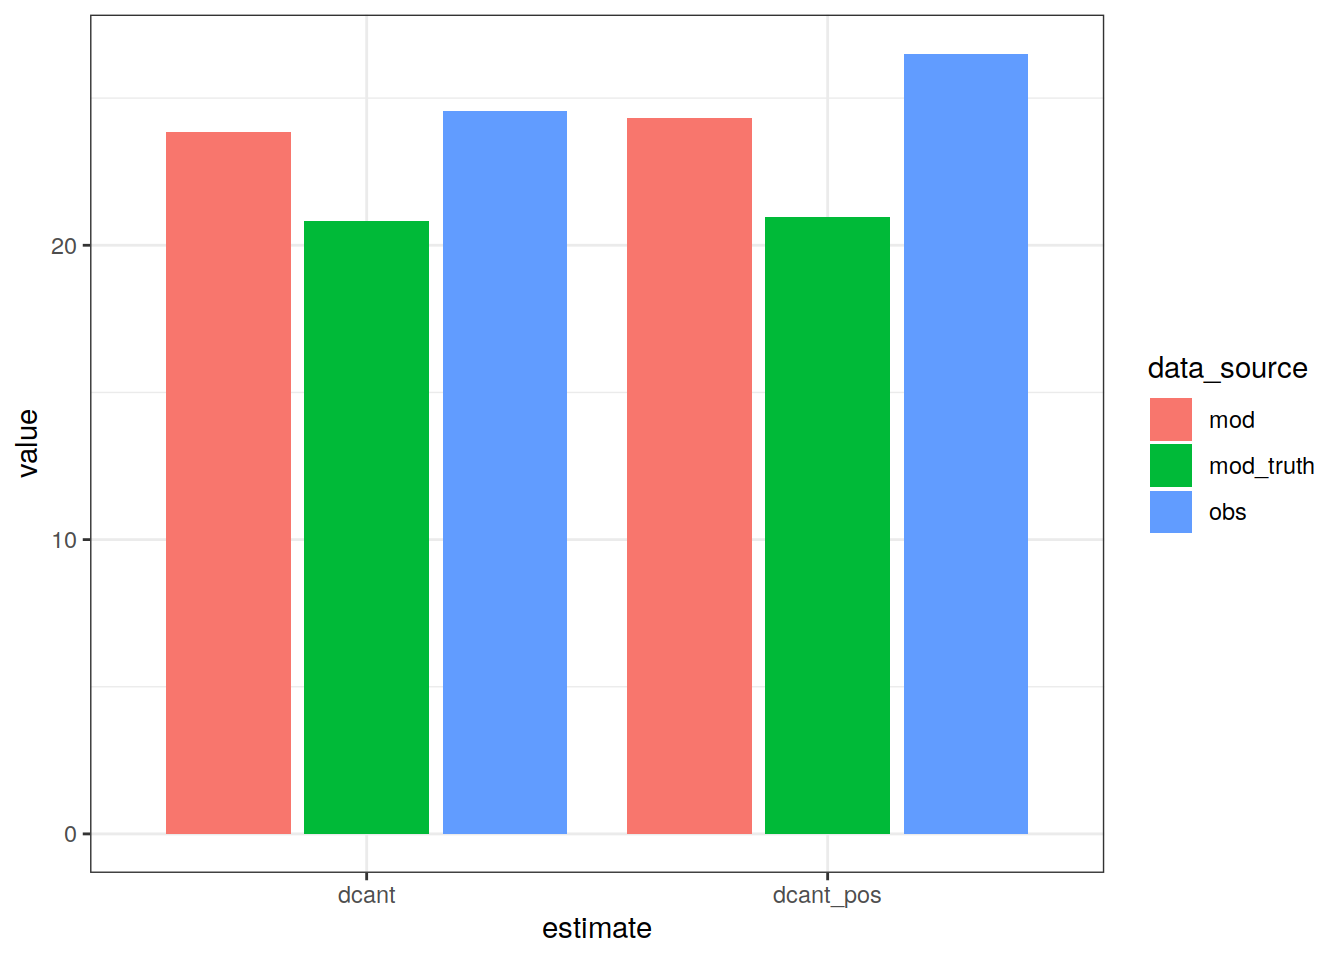 value
20
10
0
dcant
dcant_pos
estimate
data_source
mod
mod_truth
obs